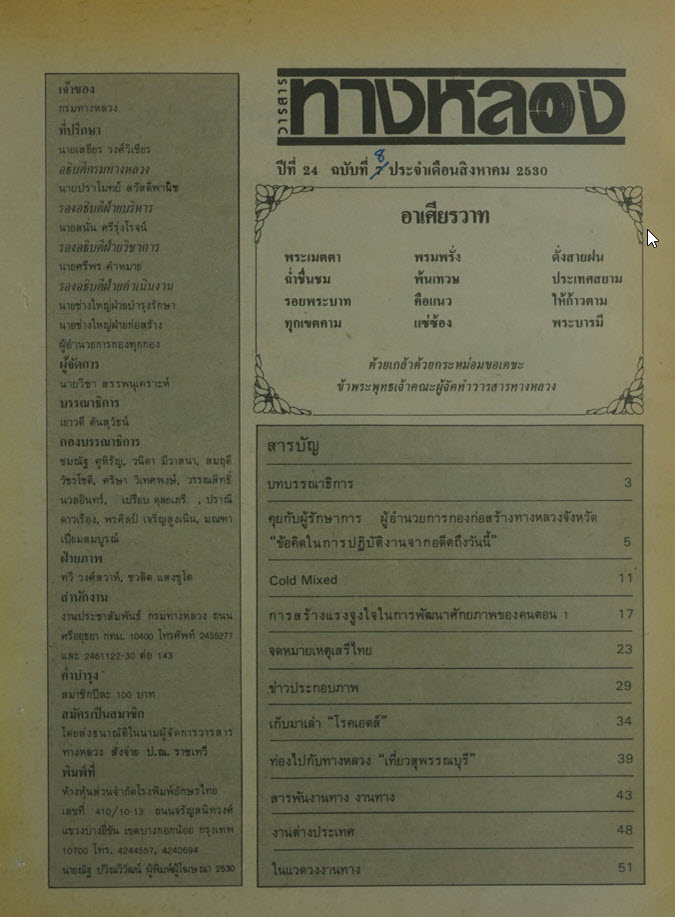 เจ้าของ
กรมทางหลวง
ที่ปรึกษา
นายเสถียร วงศ์วิเชียร
อธิบดีกรมทางหลวง
นายปราโมทย์ สวัสดิพานิช
รองอธิบดีฝ่ายบริหาร
นายสนั่น ศรีรุ่งโรจน์
รองอธิบดีฝ่ายวิชาการ
นายศรีพร คำหมาย
รองอธิบดีฝ่ายดำเนินงาน
นายช่างใหญ่ฝ่ายบำรุงรักษา
นายช่างใหญ่ฝ่ายก่อสร้าง
ผู้อำนวยการกองทุกกอง
ผู้จัดการ
นายวิชา สรรพนุเคราะห์
บรรณาธิการ
เยาวดี ตันสุวัธน์
กองบรรณาธิการ
ชมณัฐ คูหิรัญ, วนิดา มีวาสนา, สมฤดี
วัชรโชติ, ศริษา วิเทศพงษ์, วรรณสิทธิ์
นวลอินทร์, เปรียบ ตุลยเภรี , ปราณี
ดาวเรือง, พรศิลป์ เจริญสูงเนิน, มณฑา
เปี่ยมสมบูรณ์
ฝ่ายภาพ
ทวี วงศ์สวาท์, ชวลิต แสงชูโต
สำนักงาน
งานประชาสัมพันธ์ กรมทางหลวง ถนน
ศรีอยุธยา กทม. 10400 โทรศัพท์ 2455277
และ 2461122-30 ต่อ 143
ค่าบำรุง
สมาชิกปีละ 100 บาท
สมัครเป็นสมาชิก
โดยส่งธนาณัติในนามผู้จัดการวารสาร
ทางหลวง สั่งจ่าย ป.ณ. ราชเทวี
พิมพ์ที่
ห้างหุ้นส่วนจำกัดโรงพิมพ์อักษรไทย
เลขที่ 410/10-13 ถนนจรัญสนิทวงศ์
แขวงบางยี่ขัน เขตบางกอกน้อย กรุงเทพ
10700 โทร. 4244557, 4240694
นายณัฐ ปวิณวิวัฒน์ ผู้พิมพ์ผู้โฆษณา 2530
วารสาร ทางหลวง
ปีที่ 24 ฉบับที่ 7 8 ประจำเดือนสิงหาคม 2530
อาเศียรวาท
พระเมตตา พรมพรั่ง ดั่งสายฝน
ฉ่ำชื่นชม พ้นเทวษ ประเทศสยาม
รอยพระบาท คือแนว ให้ก้าวตาม
ทุกเขตคาม แซ่ซ้อง พระบารมี
ด้วยเกล้าด้วยกระหม่อมขอเดชะ
ข้าพระพุทธเจ้าคณะผู้จัดทำวารสารทางหลวง
สารบัญ
บทบรรณาธิการ 3
คุยกับผู้รักษาการ ผู้อำนวยการกองก่อสร้างทางหลวงจังหวัด
"ข้อคิดในการปฏิบัติงานจากอดีตถึงวันนี้" 5
Cold Mixed 11
การสร้างแรงจูงใจในการพัฒนาศักยภาพของคนตอน 1 17
จดหมายเหตุเสรีไทย 23
ข่าวประกอบภาพ 29
เก็บมาเล่า "โรคเอดส์" 34
ท่องไปกับทางหลวง "เที่ยวสุพรรณบุรี" 39
สารพันงานทาง งานทาง 43
งานต่างประเทศ 48
ในแวดวงงานทาง 51